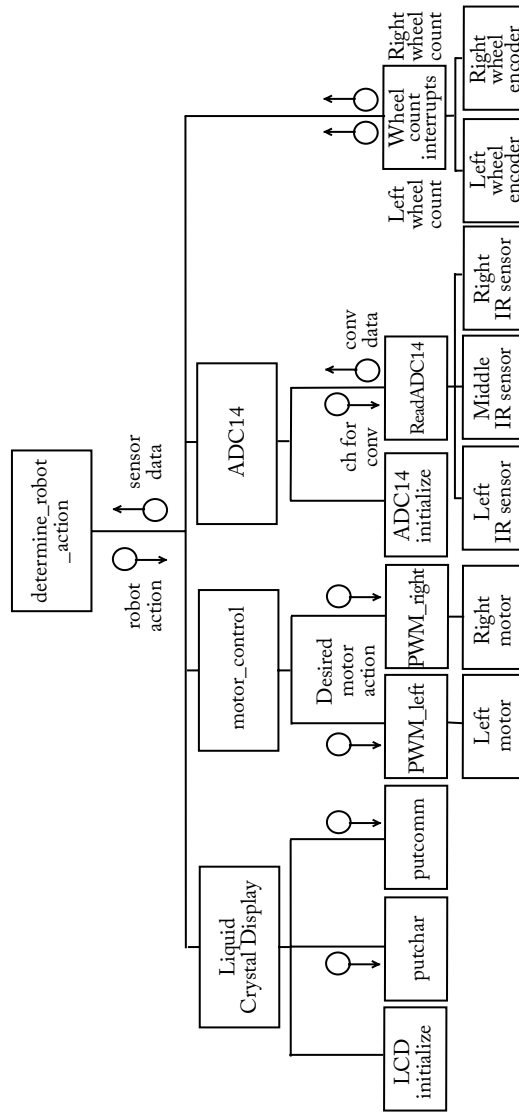 determine_robot
_action
robot
action
sensor
data
Liquid
Crystal Display
motor_control
ADC14
LCD
initialize
putchar
putcomm
Desired
motor
action
PWM_left
PWM_right
Left
motor
Right
motor
ADC14
initialize
ch for
conv
conv
data
ReadADC14
Left
IR sensor
Middle
IR sensor
Right
IR sensor
Left
wheel
count
Wheel
count
interrupts
Right
wheel
count
Left
wheel
encoder
Right
wheel
encoder